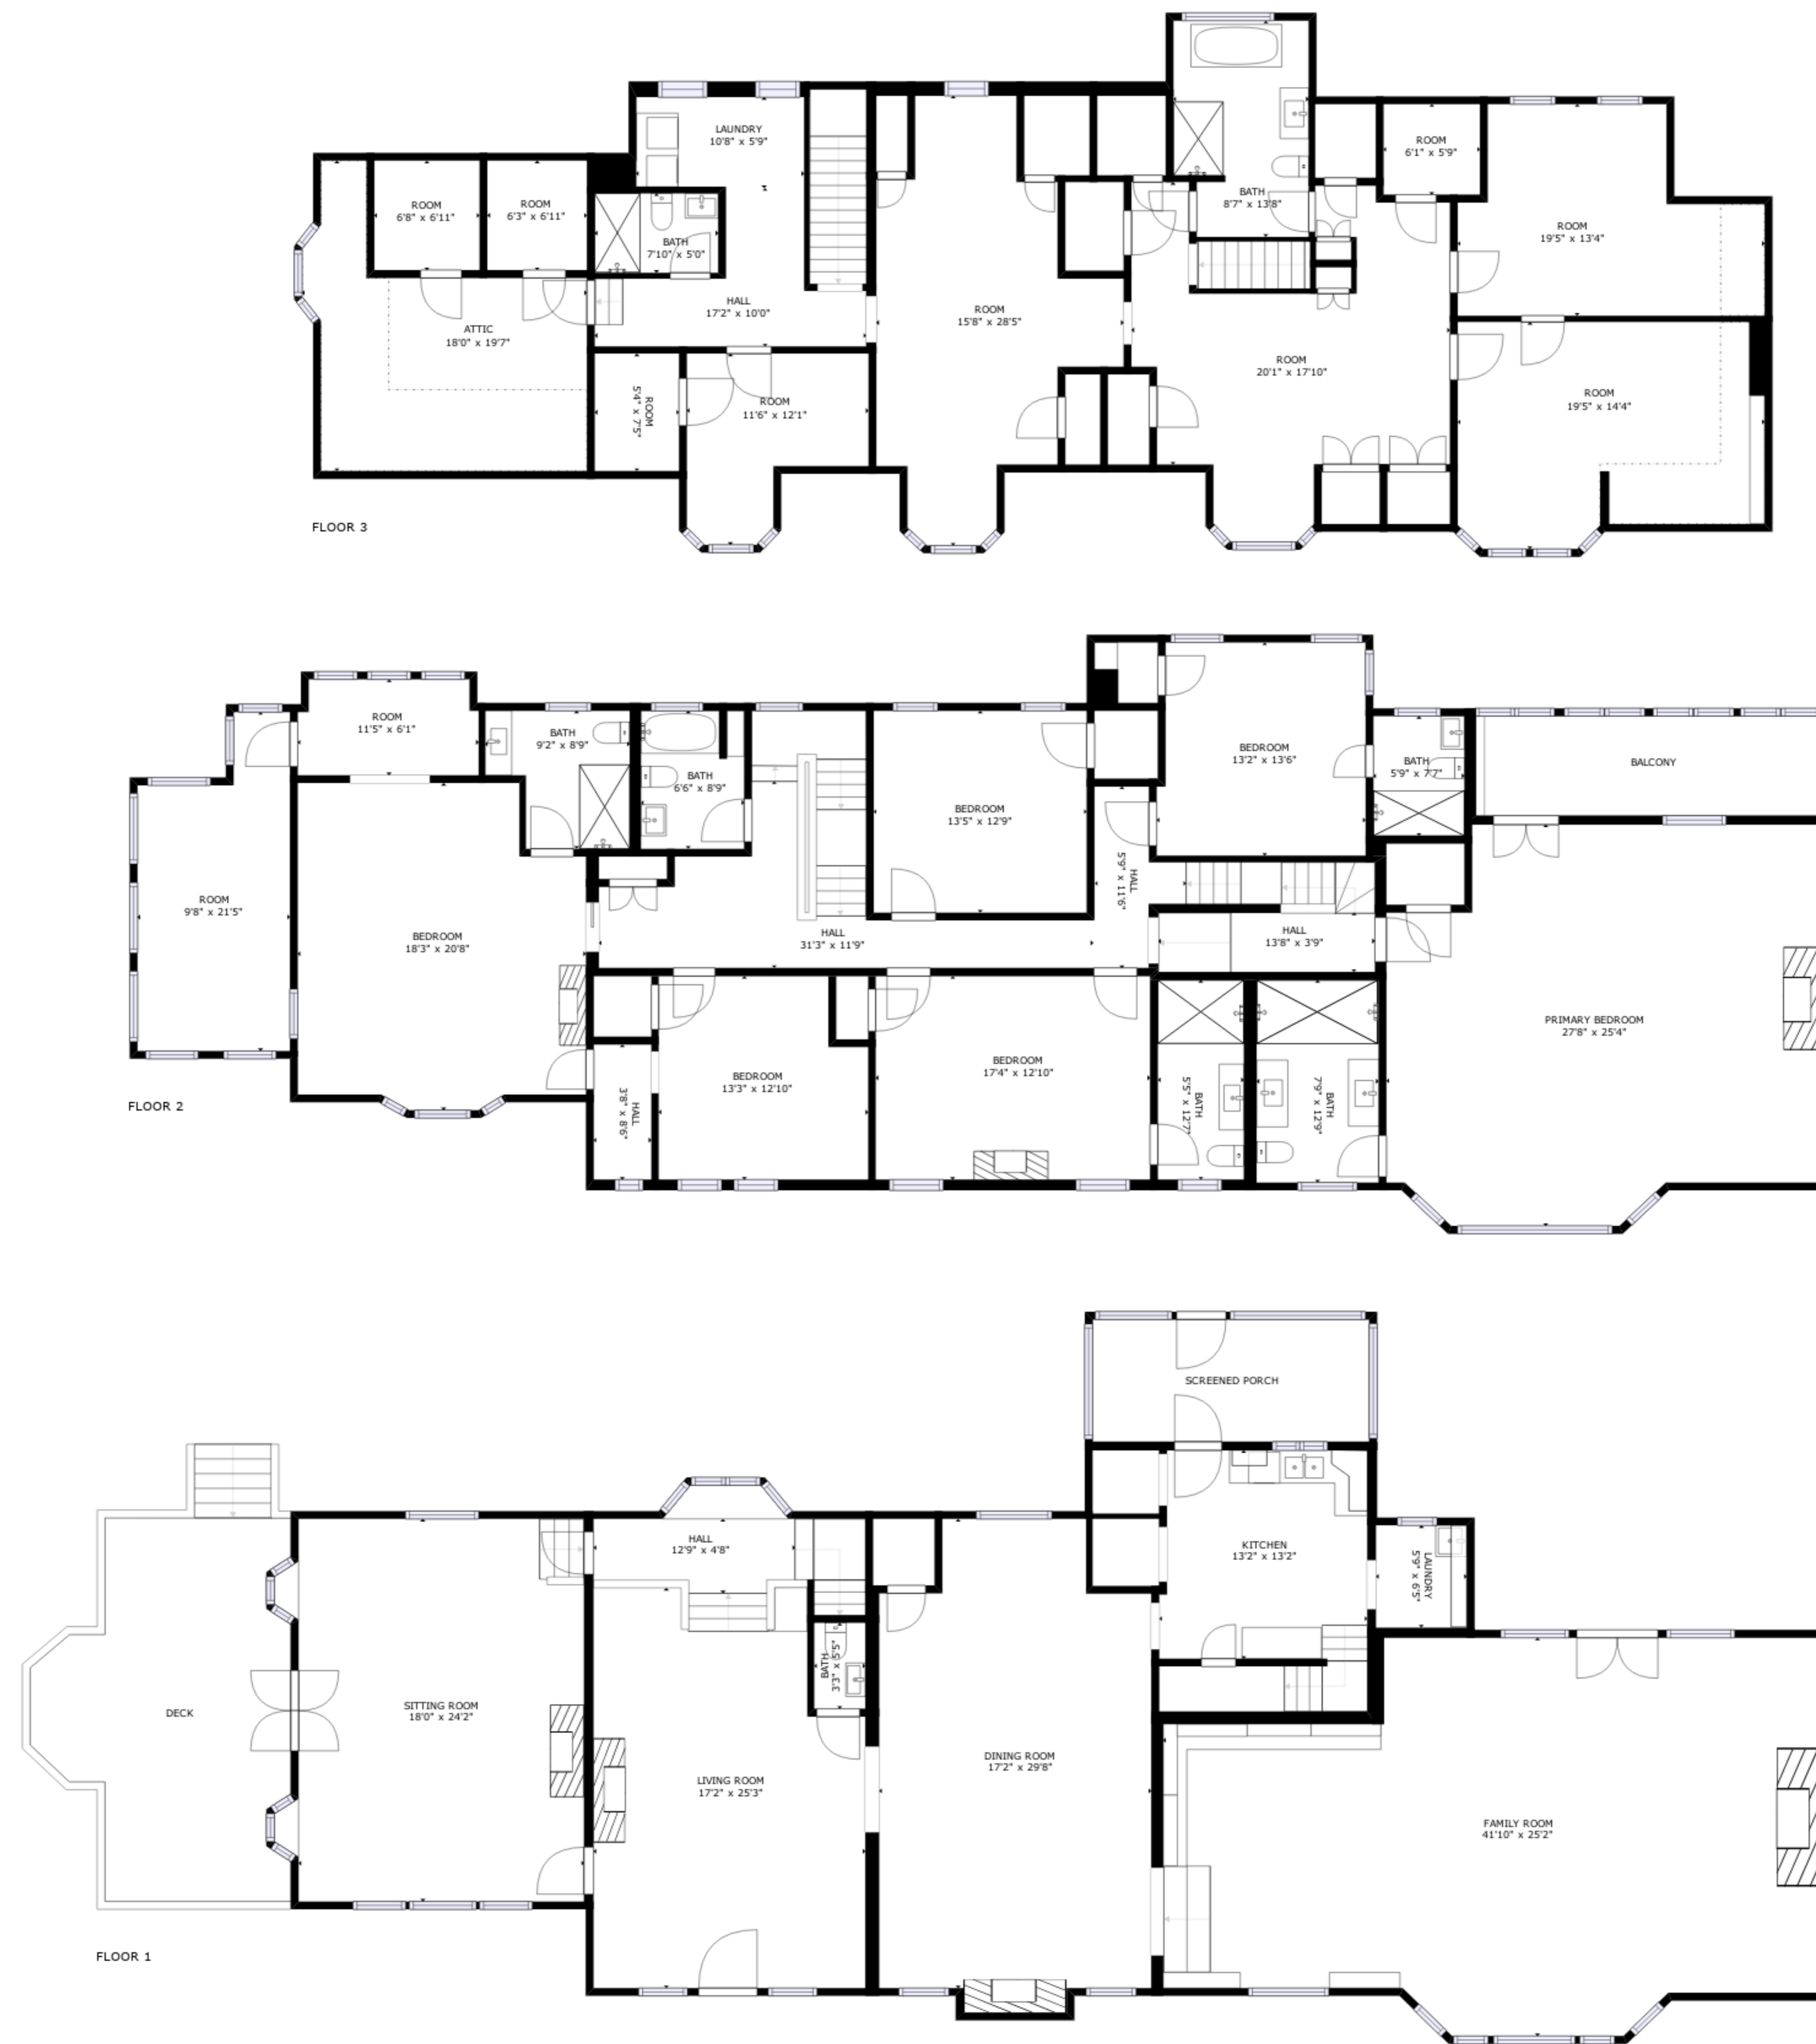 LAUNDRY
10'8" x 5'9"
ROOM
6'1" x 5'9"
ROOM
6'8" x 6'11"
ROOM
6'3" x 6'11"
BATH
8'7" x 13'8"
BATH
7'10" x 5'0"
ROOM
19'5" x 13'4"
HALL
17'2" x 10'0"
ROOM
15'8" x 28'5"
ATTIC
18'0" x 19'7"
ROOM
20'1" x 17'10"
ROOM
5'4" x 7'5"
ROOM
11'6" x 12'1"
ROOM
19'5" x 14'4"
FLOOR 3
ROOM
11'5" x 6'1"
BATH
9'2" x 8'9"
BATH
6'6" x 8'9"
BEDROOM
13'2" x 13'6"
BATH
5'9" x 7'7"
BALCONY
BEDROOM
13'5" x 12'9"
HALL
5'9" x 11'6"
ROOM
9'8" x 21'5"
BEDROOM
18'3" x 20'8"
HALL
31'3" x 11'9"
HALL
13'8" x 3'9"
PRIMARY BEDROOM
27'8" x 25'4"
HALL
3'8" x 8'6"
BEDROOM
13'3" x 12'10"
BEDROOM
17'4" x 12'10"
BATH
5'5" x 12'7"
BATH
7'9" x 12'9"
FLOOR 2
SCREENED PORCH
HALL
12'9" x 4'8"
KITCHEN
13'2" x 13'2"
LAUNDRY
5'9" x 6'5"
BATH
3'3" x 5'5"
DECK
SITTING ROOM
18'0" x 24'2"
LIVING ROOM
17'2" x 25'3"
DINING ROOM
17'2" x 29'8"
FAMILY ROOM
41'10" x 25'2"
FLOOR 1